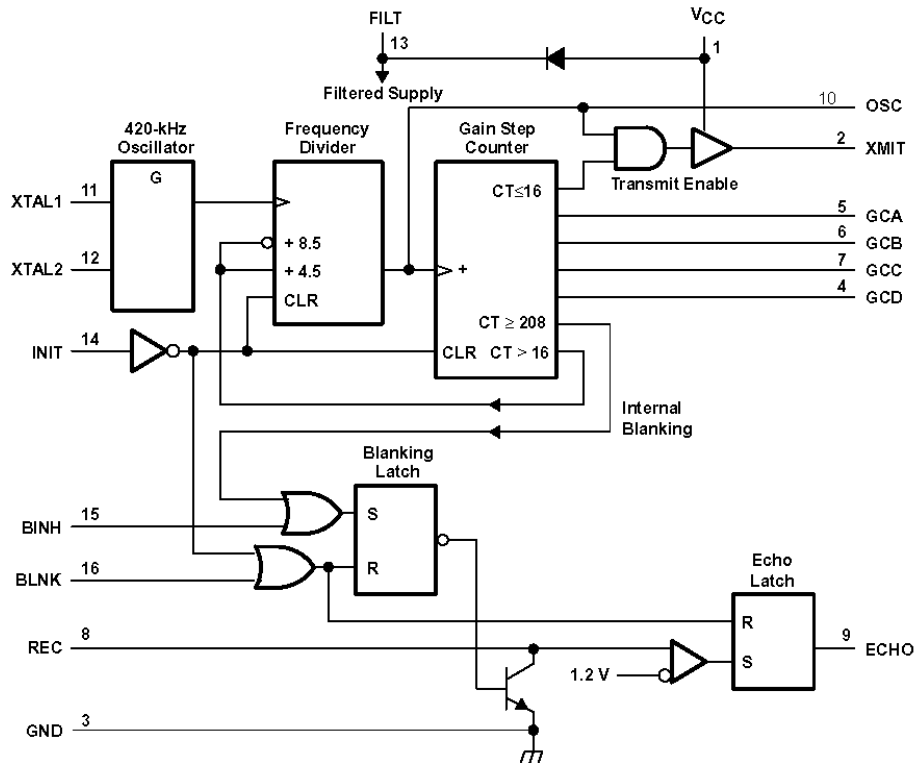 FILT
VCC
13
1
Filtered Supply
10
OSC
420-kHz
Oscillator
Frequency
Divider
Gain Step
Counter
2
XMIT
G
Transmit Enable
XTAL1
11
CT≤16
5
GCA
6
GCB
+ 8.5
XTAL2
12
+ 4.5
+
7
GCC
CLR
4
GCD
CT ≥ 208
INIT
14
CLR
CT > 16
Internal
Blanking
Blanking
Latch
BINH
15
S
BLNK
16
R
Echo
Latch
R
REC
8
9
ECHO
1.2 V
S
GND
3